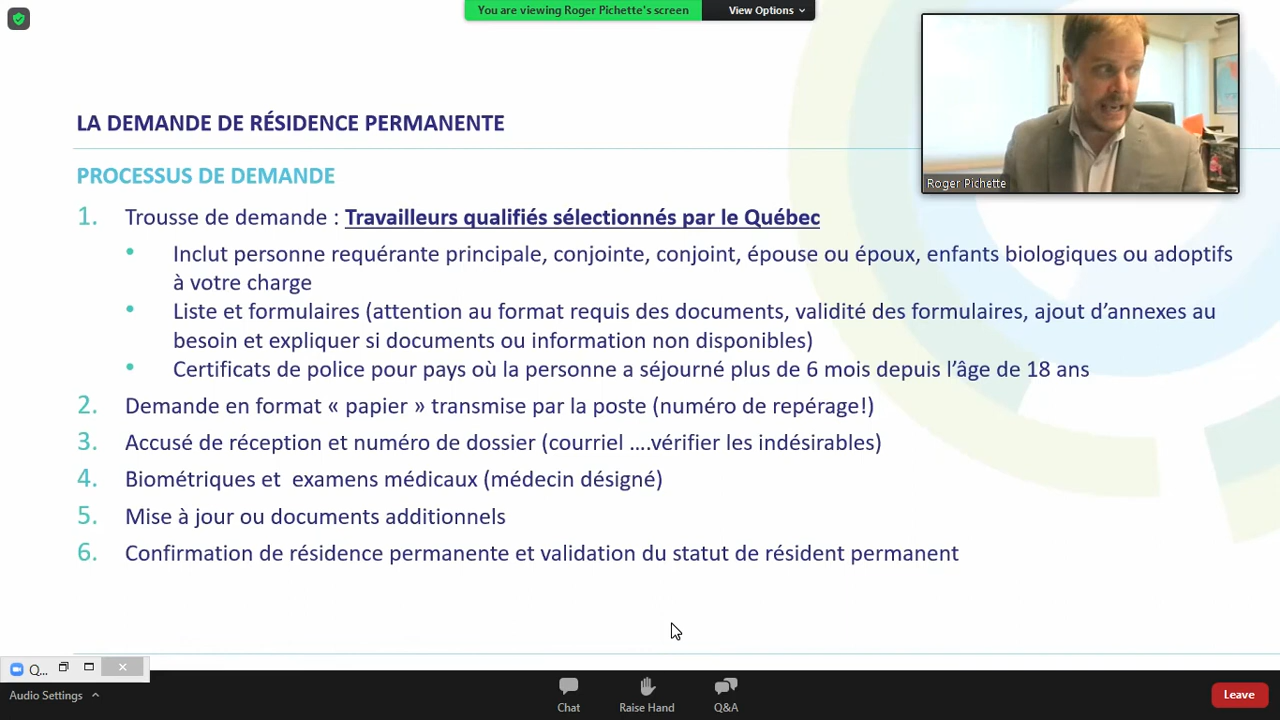 You are viewing Roger Pichette's screen
View Options
Roger Pichette
LA DEMANDE DE RÉSIDENCE PERMANENTE
PROCESSUS DE DEMANDE
1. Trousse de demande : Travailleurs qualifiés sélectionnés par le Québec
• Inclut personne requérante principale, conjointe, conjoint, épouse ou époux, enfants biologiques ou adoptifs
à votre charge
• Liste et formulaires (attention au format requis des documents, validité des formulaires, ajout d’annexes au
besoin et expliquer si documents ou information non disponibles)
• Certificats de police pour pays où la personne a séjourné plus de 6 mois depuis l’âge de 18 ans
2. Demande en format « papier » transmise par la poste (numéro de repérage!)
3. Accusé de réception et numéro de dossier (courriel ....vérifier les indésirables)
4. Biométriques et examens médicaux (médecin désigné)
5. Mise à jour ou documents additionnels
6. Confirmation de résidence permanente et validation du statut de résident permanent
Q...
Audio Settings
Chat
Raise Hand
Q&A
Leave